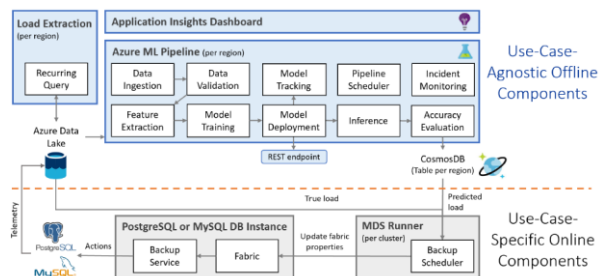 Load Extraction
(per region)
Recurring
Query
Azure Data
Lake
Application Insights Dashboard
Azure ML Pipeline (per region)
Data
Ingestion
Data
Validation
Model
Tracking
Pipeline
Scheduler
Incident
Monitoring
Feature
Extraction
Model
Training
Model
Deployment
Inference
Accuracy
Evaluation
REST endpoint
CosmosDB
(Table per region)
Use-Case-
Agnostic Offline
Components
True load
Predicted
load
Telemetry
PostgreSQL
MySQL
Actions
PostgreSQL or MySQL DB Instance
Backup
Service
Fabric
Update fabric
properties
MDS Runner
(per cluster)
Backup
Scheduler
Use-Case-
Specific Online
Components